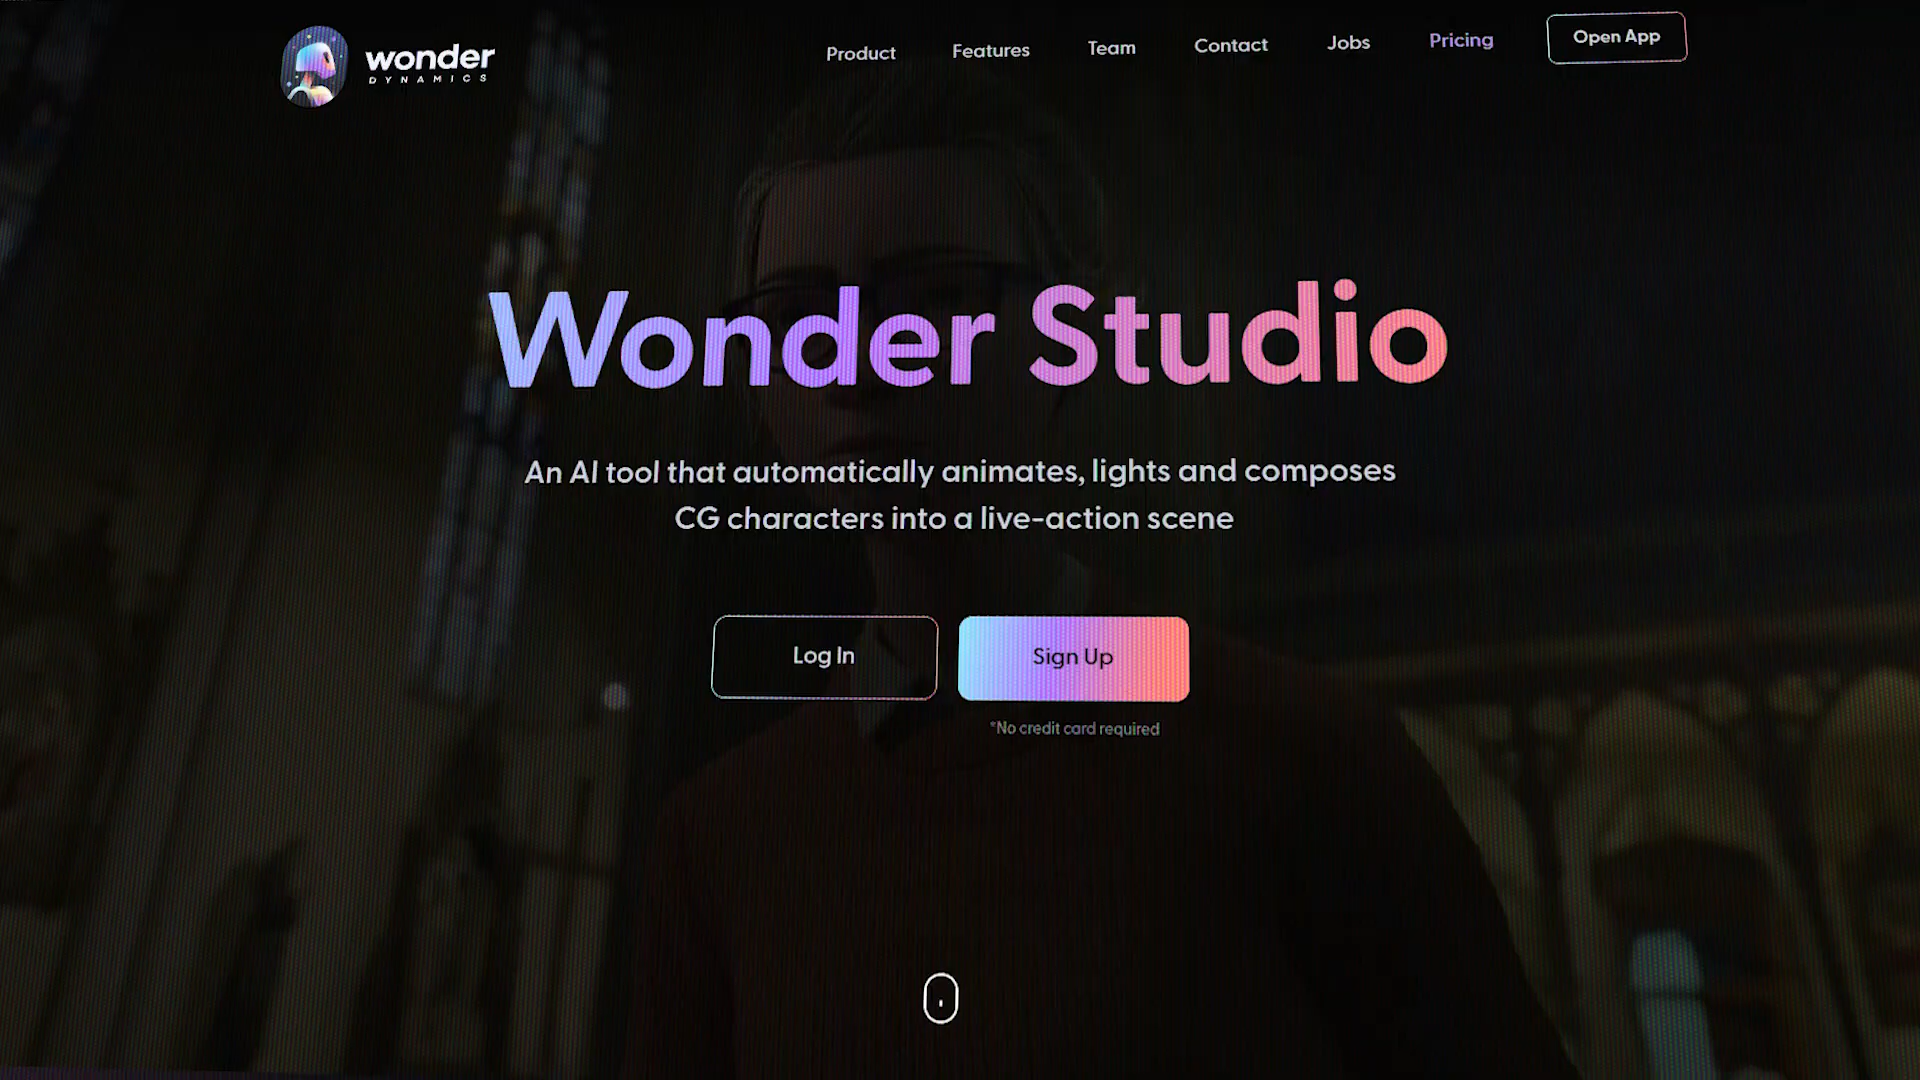 wonder
DYNAMICS
Product Features Team Contact Jobs Pricing Open App
Wonder Studio
An AI tool that automatically animates, lights and composes
CG characters into a live-action scene
Log In Sign Up
*No credit card required